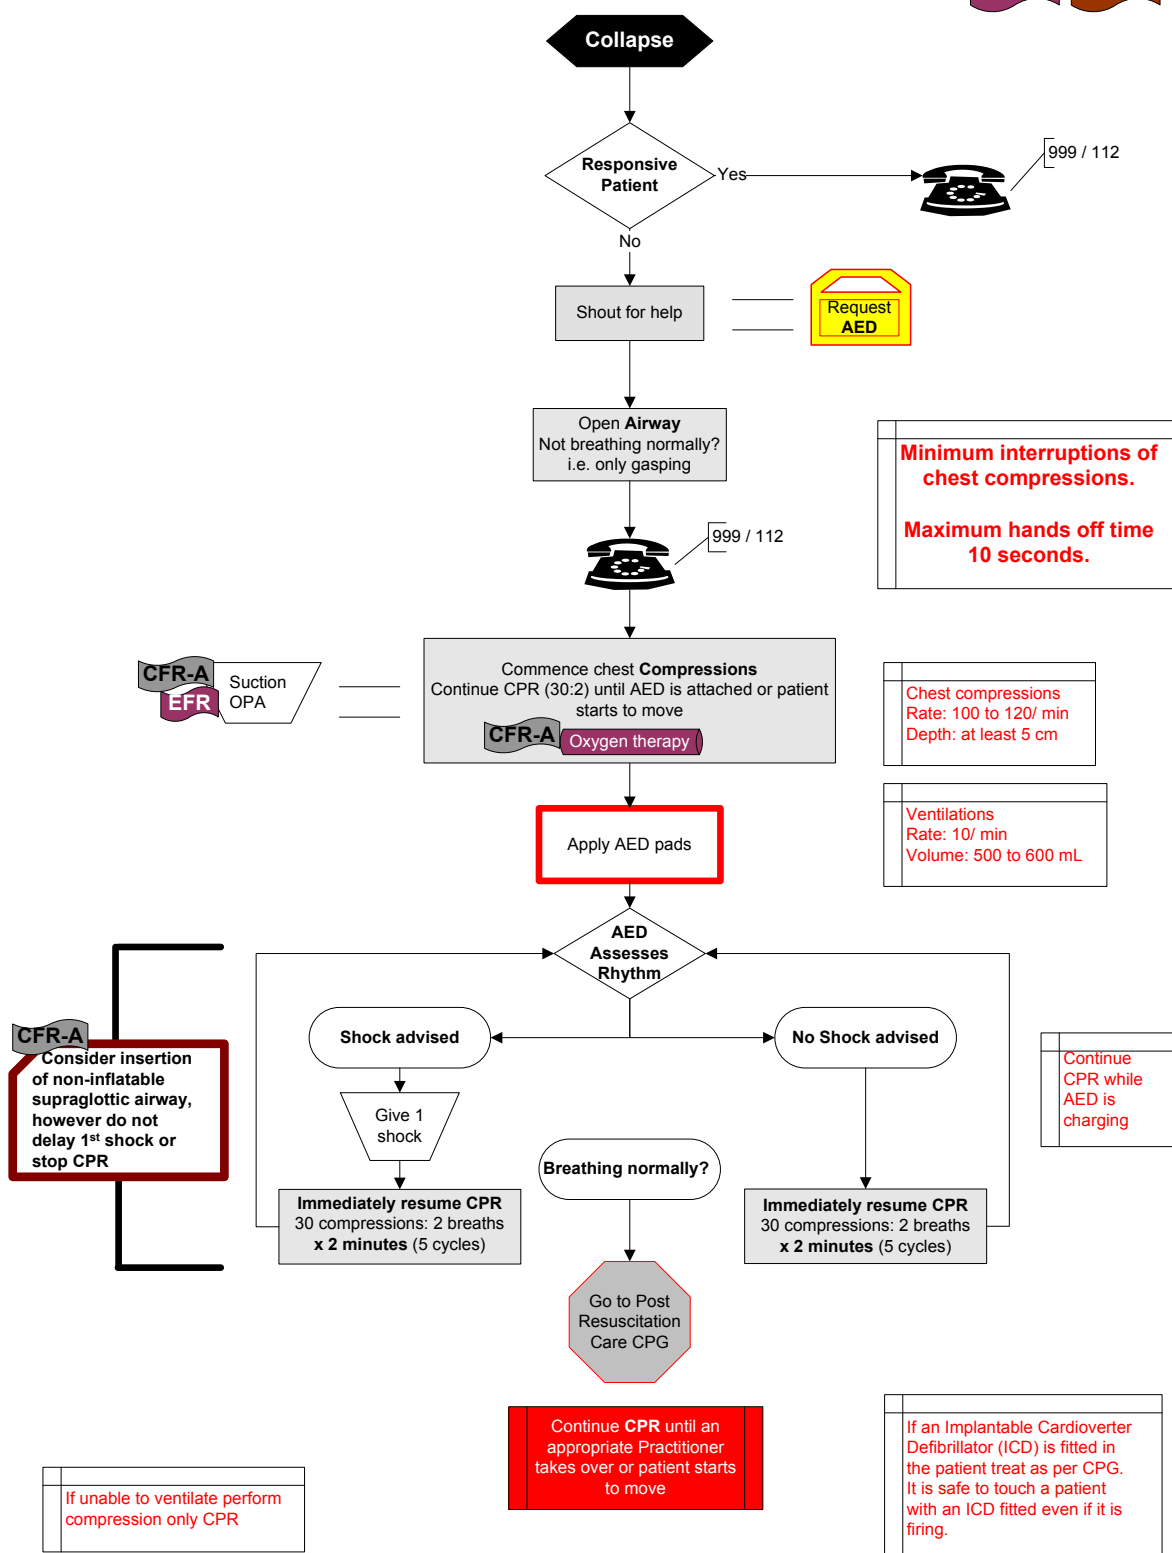 Collapse
Responsive
Patient
Yes
999 / 112
No
Shout for help
Request
AED
Open Airway
Not breathing normally?
i.e. only gasping
Minimum interruptions of
chest compressions.
Maximum hands off time
10 seconds.
999 / 112
CFR-A
EFR
Suction
OPA
Commence chest Compressions
Continue CPR (30:2) until AED is attached or patient
starts to move
CFR-A
Oxygen therapy
Chest compressions
Rate: 100 to 120/ min
Depth: at least 5 cm
Ventilations
Rate: 10/ min
Volume: 500 to 600 mL
Apply AED pads
AED
Assesses
Rhythm
Shock advised
No Shock advised
CFR-A
Consider insertion
of non-inflatable
supraglottic airway,
however do not
delay 1st shock or
stop CPR
Continue
CPR while
AED is
charging
Give 1
shock
Breathing normally?
Immediately resume CPR
30 compressions: 2 breaths
x 2 minutes (5 cycles)
Immediately resume CPR
30 compressions: 2 breaths
x 2 minutes (5 cycles)
Go to Post
Resuscitation
Care CPG
Continue CPR until an
appropriate Practitioner
takes over or patient starts
to move
If an Implantable Cardioverter
Defibrillator (ICD) is fitted in
the patient treat as per CPG.
It is safe to touch a patient
with an ICD fitted even if it is
firing.
If unable to ventilate perform
compression only CPR